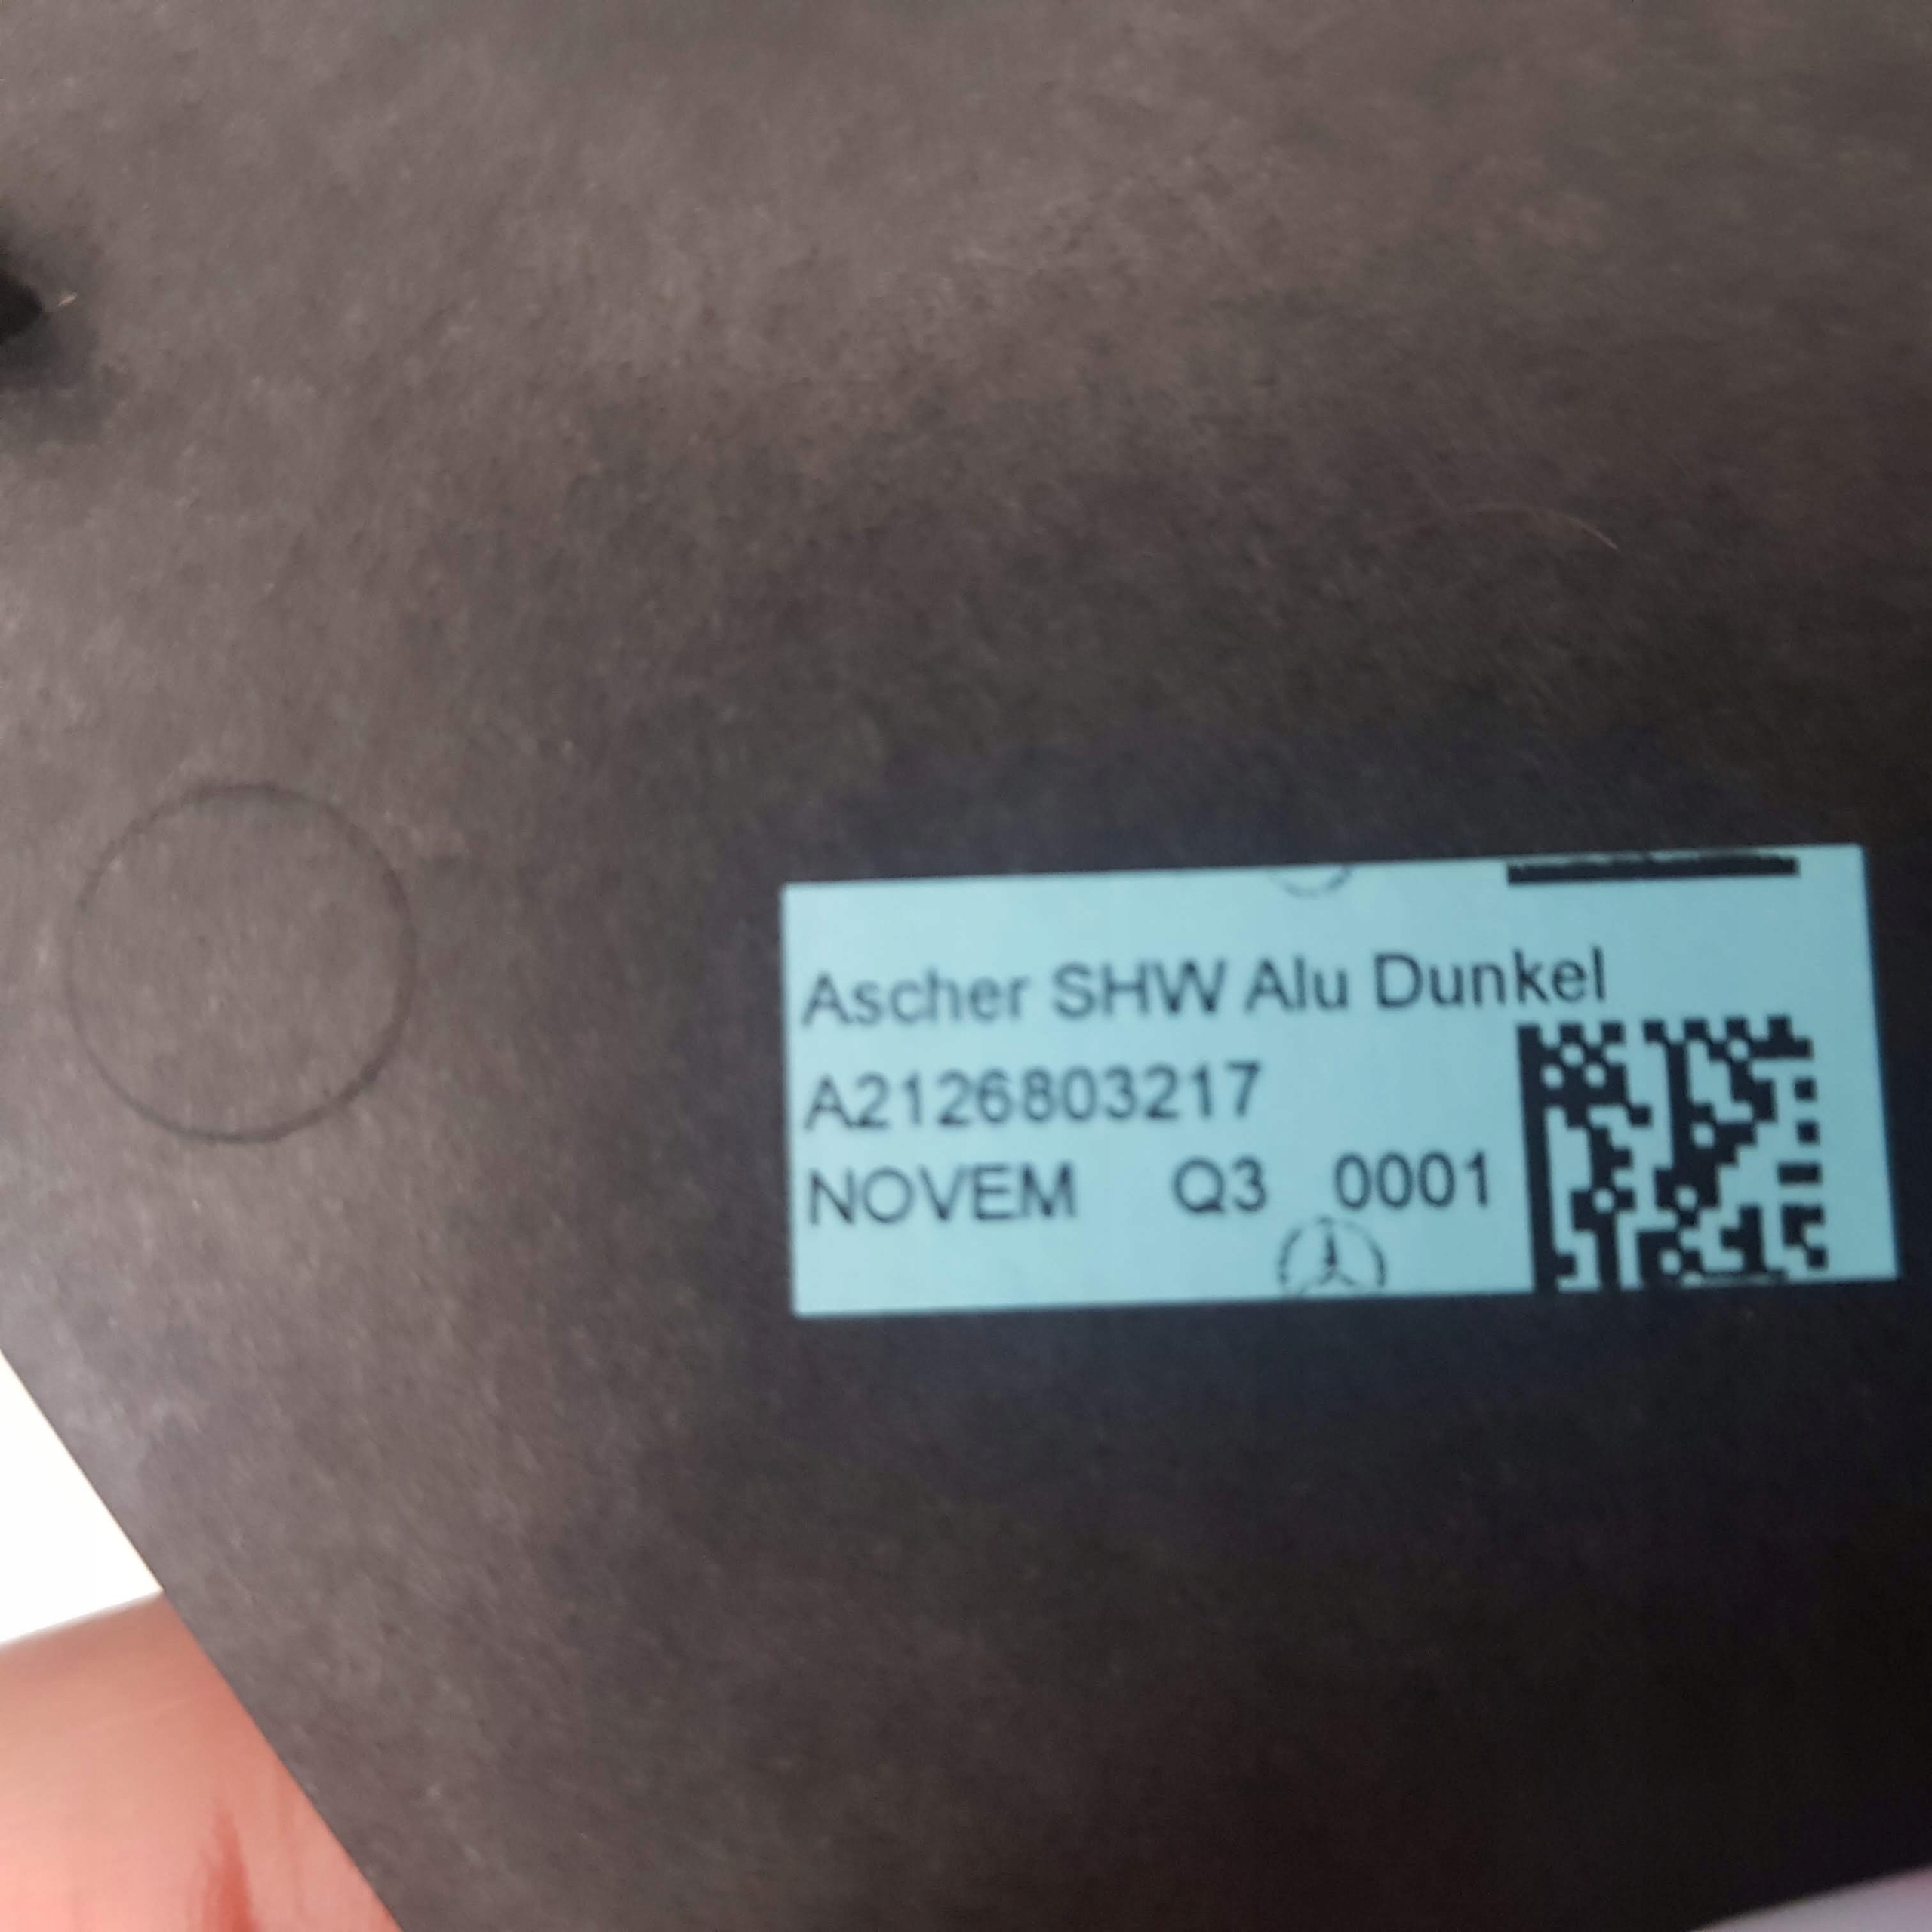 Ascher SHW Alu Dunkel
A2126803217
NOVEM Q3 0001